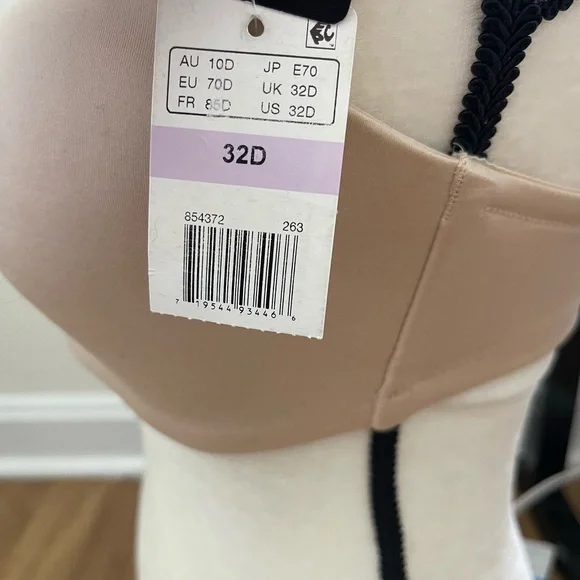 AU 10D JP E70
EU 70D UK 32D
FR 85D US 32D
32D
854372 263
7 19544 93446 6